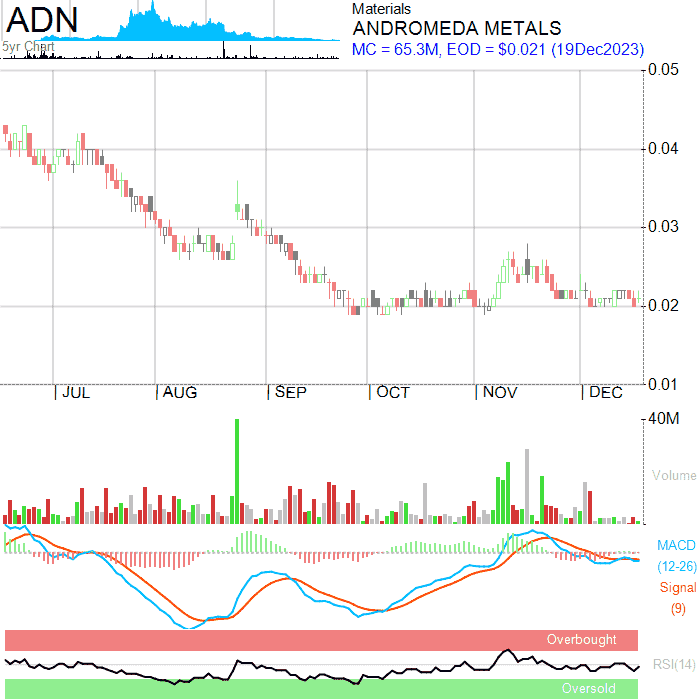 ADN
5yr Chart
Materials
ANDROMEDA METALS
MC = 65.3M, EOD = $0.021 (19Dec2023)
0.05
0.04
0.03
0.02
0.01
JUL AUG SEP OCT NOV DEC
40M
Volume
MACD
(12-26)
Signal
(9)
Overbought
RSI(14)
Oversold